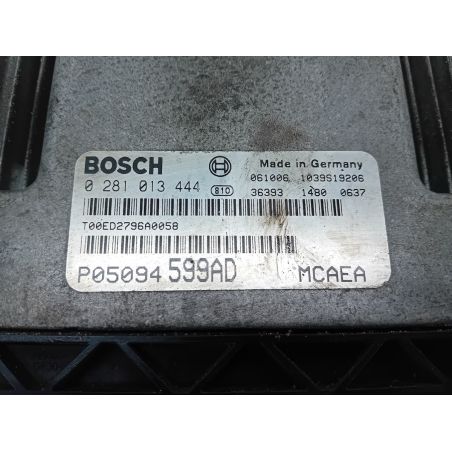 BOSCH Made in Germany
0 281 013 444 810 061006 1039S19206
36393 1480 0637
T00ED2796A0058
P05094 599AD MCAEA